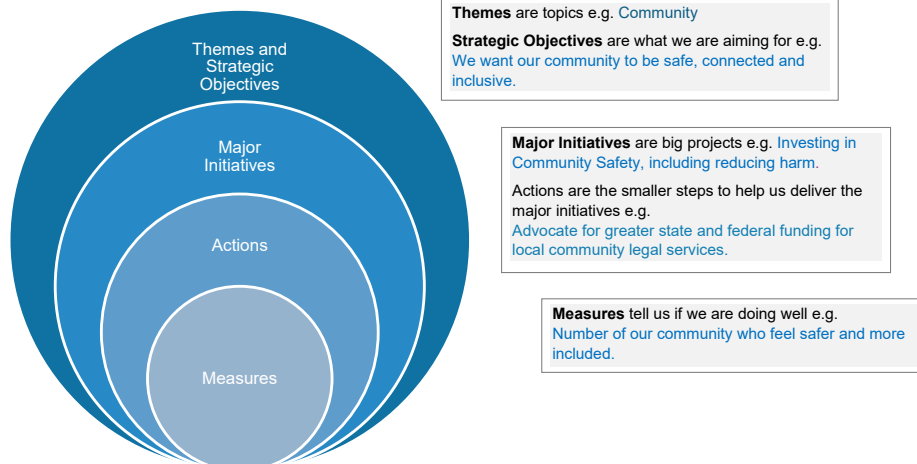 Themes and
Strategic
Objectives
Major
Initiatives
Actions
Measures
Themes are topics e.g. Community
Strategic Objectives are what we are aiming for e.g.
We want our community to be safe, connected and
inclusive.
Major Initiatives are big projects e.g. Investing in
Community Safety, including reducing harm.
Actions are the smaller steps to help us deliver the
major initiatives e.g.
Advocate for greater state and federal funding for
local community legal services.
Measures tell us if we are doing well e.g.
Number of our community who feel safer and more
included.